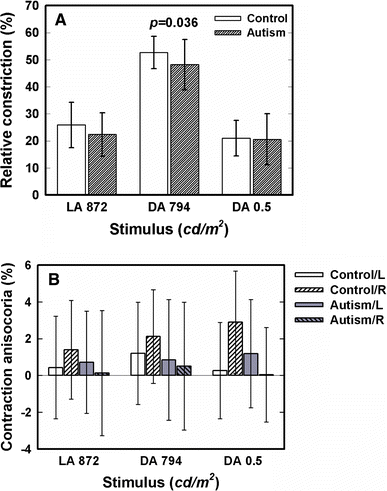 A
p=0.036
Control
Autism
Relative constriction (%)
70
60
50
40
30
20
10
0
LA 872 DA 794 DA 0.5
Stimulus (cd/m²)
B
Control/L
Control/R
Autism/L
Autism/R
Contraction anisocoria (%)
6
4
2
0
-2
-4
LA 872 DA 794 DA 0.5
Stimulus (cd/m²)